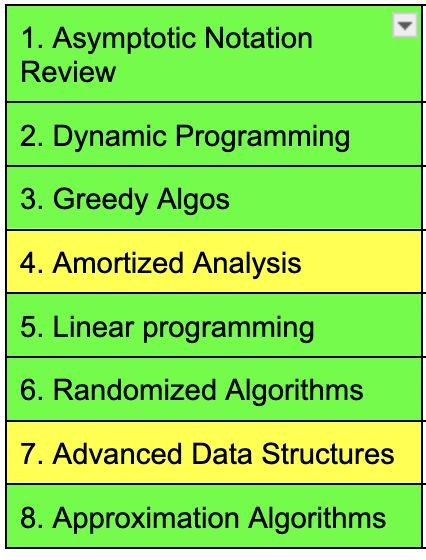 1. Asymptotic Notation
Review
2. Dynamic Programming
3. Greedy Algos
4. Amortized Analysis
5. Linear programming
6. Randomized Algorithms
7. Advanced Data Structures
8. Approximation Algorithms